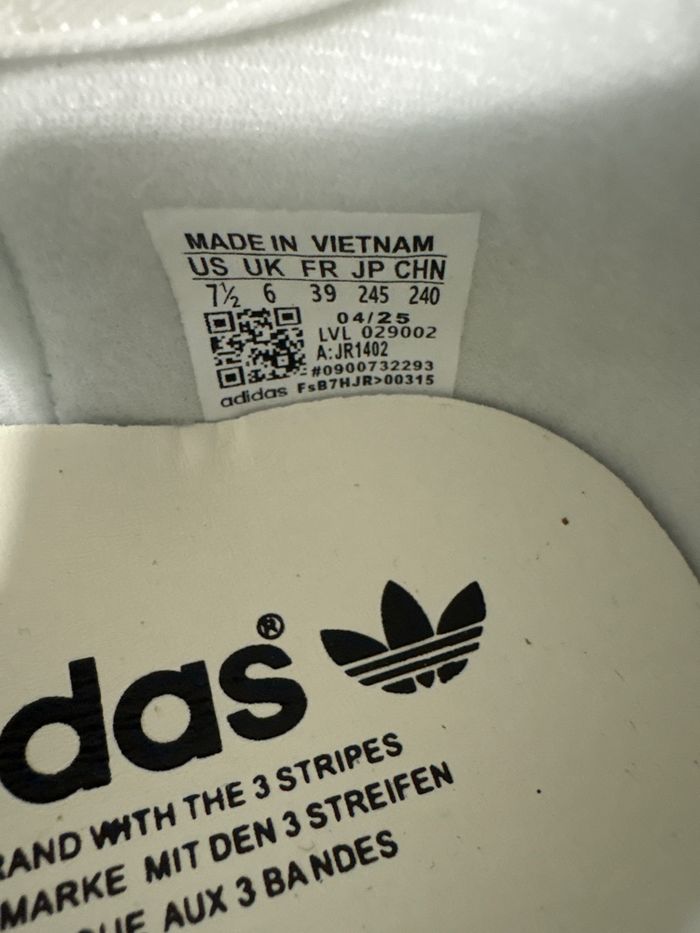 MADE IN VIETNAM
US UK FR JP CHN
7½ 6 39 245 240
04/25
LVL 029002
A:JR1402
#0900732293
adidas FsB7HJR>00315
das®
RAND WITH THE 3 STRIPES
MARKE MIT DEN 3 STREIFEN
QUE AUX 3 BANDES